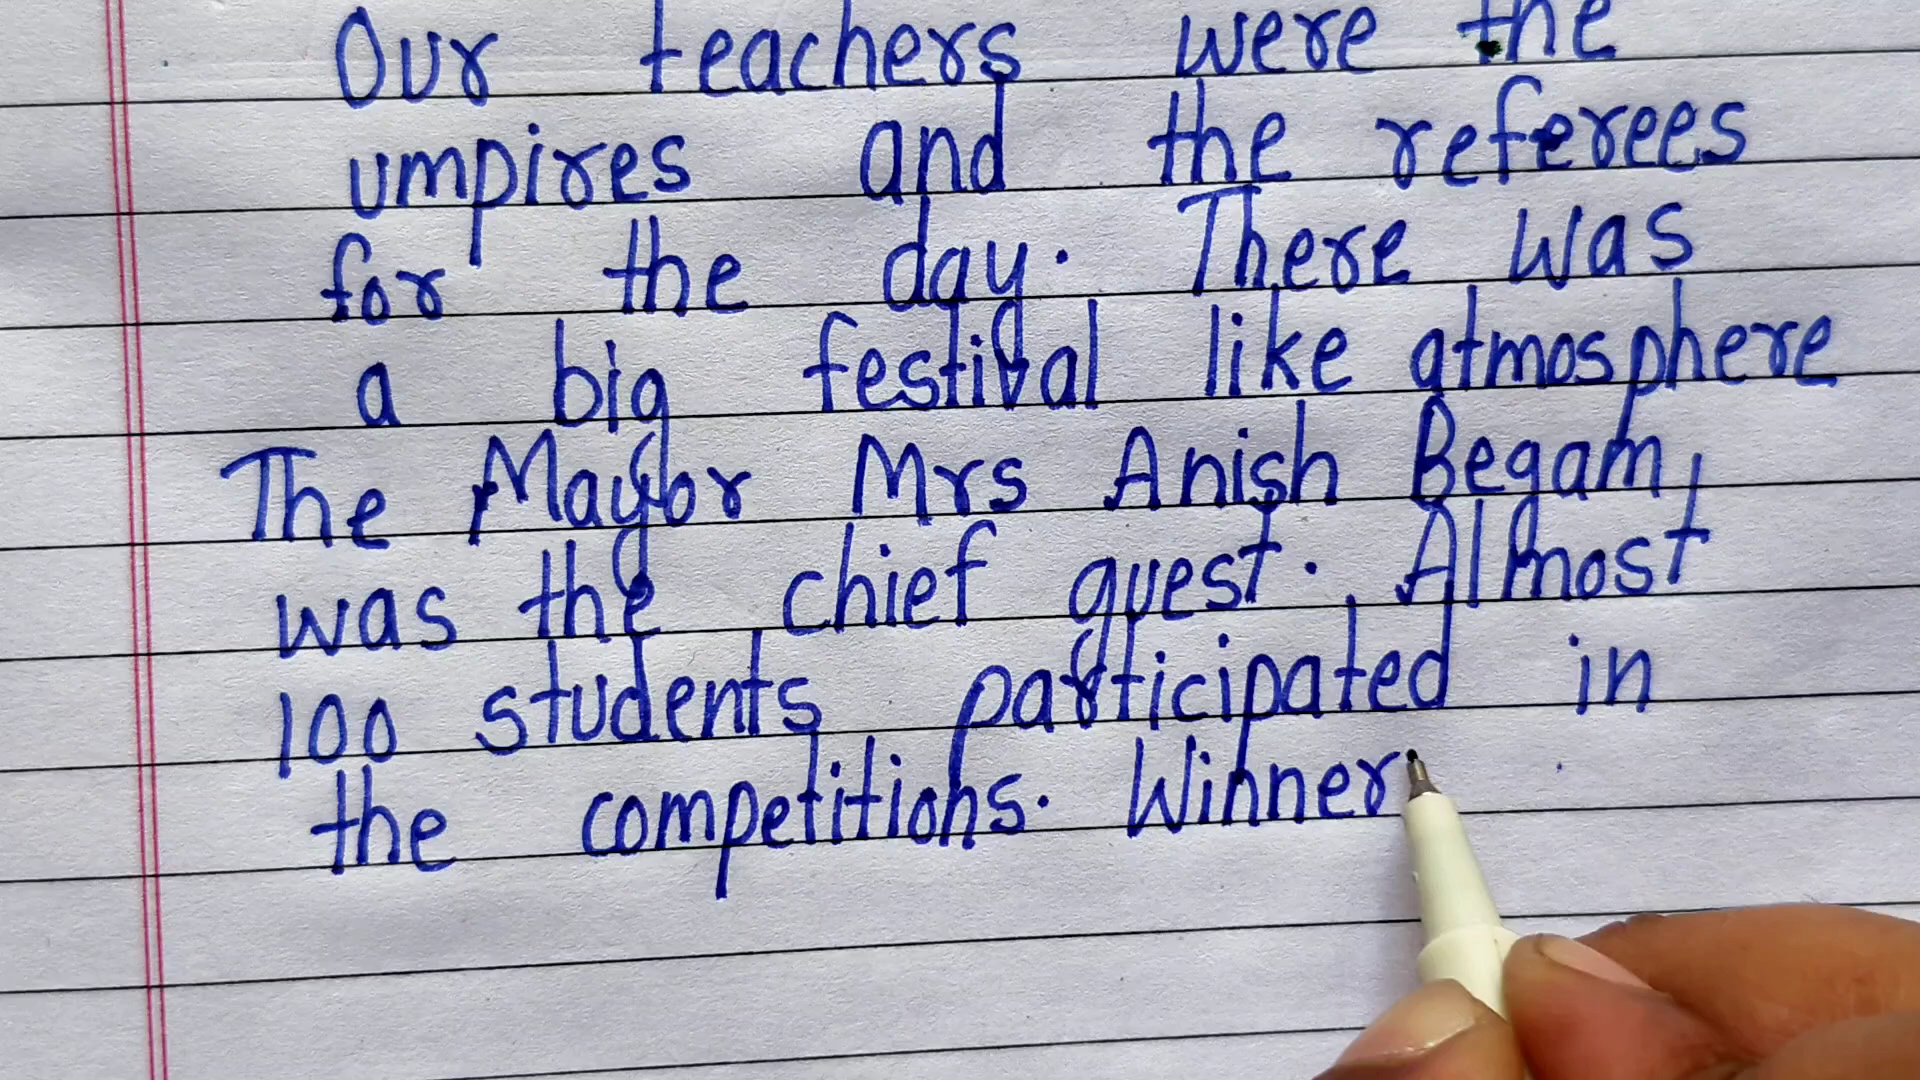 Our teachers were the
umpires and the referees
for the day. There was
a big festival like atmosphere
The Mayor Mrs Anish Begam,
was the chief guest. Almost
100 students participated in
the competitions. Winner